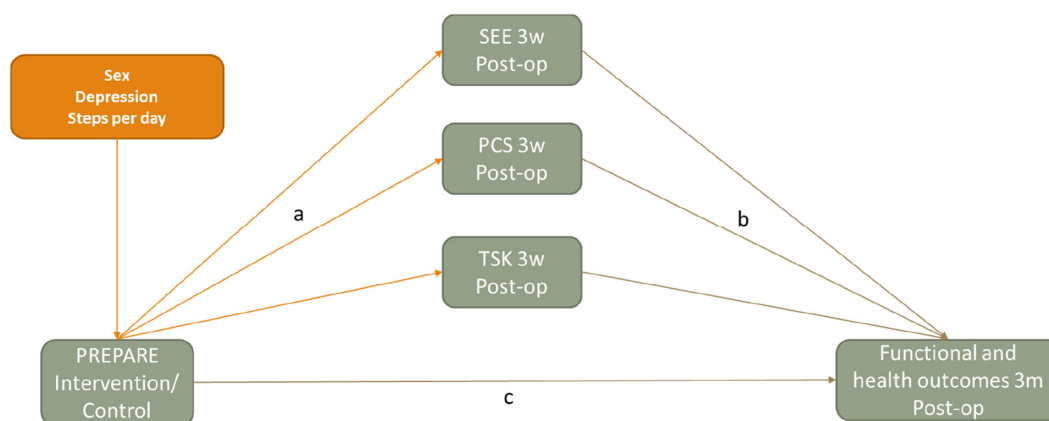 Sex
Depression
Steps per day
SEE 3w
Post-op
PCS 3w
Post-op
TSK 3w
Post-op
a
b
PREPARE
Intervention/
Control
c
Functional and
health outcomes 3m
Post-op